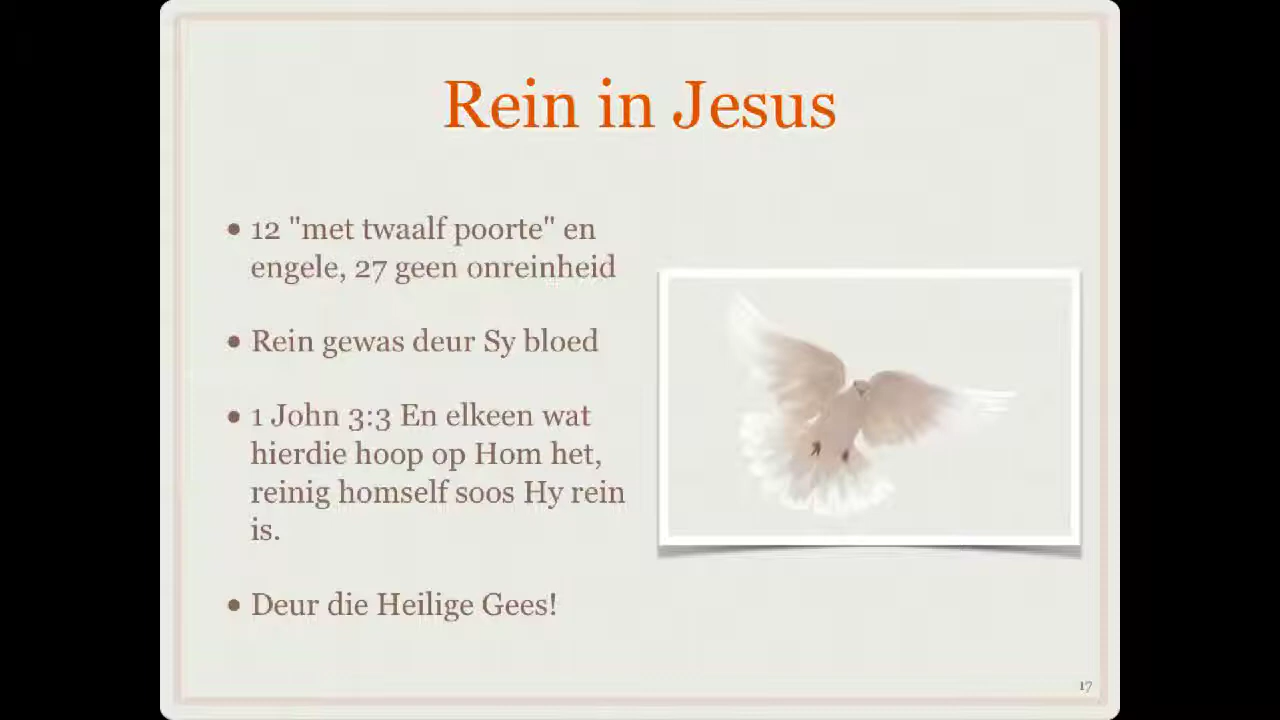 Rein in Jesus
• 12 "met twaalf poorte" en
engele, 27 geen onreinheid
• Rein gewas deur Sy bloed
• 1 John 3:3 En elkeen wat
hierdie hoop op Hom het,
reinig homself soos Hy rein
is.
• Deur die Heilige Gees!
17